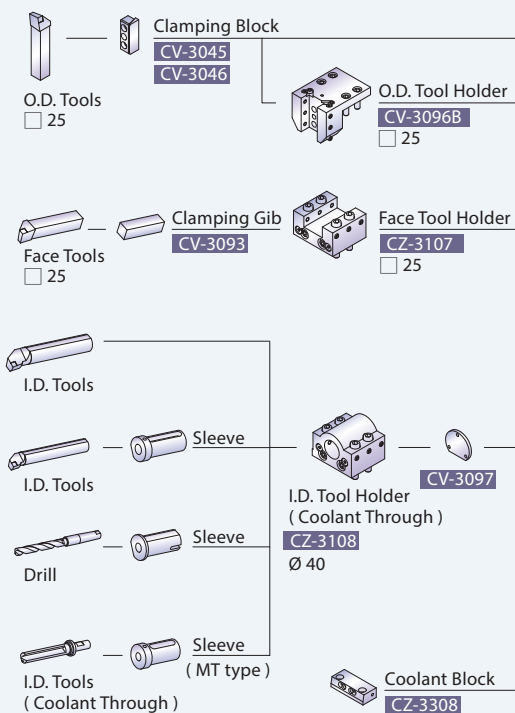 Clamping Block
CV-3045
CV-3046
O.D. Tools
□ 25
O.D. Tool Holder
CV-3096B
□ 25
Clamping Gib
CV-3093
Face Tools
□ 25
Face Tool Holder
CZ-3107
□ 25
I.D. Tools
I.D. Tools
Sleeve
I.D. Tool Holder
( Coolant Through )
CZ-3108
Ø 40
CV-3097
Drill
Sleeve
I.D. Tools
( Coolant Through )
Sleeve
( MT type )
Coolant Block
CZ-3308